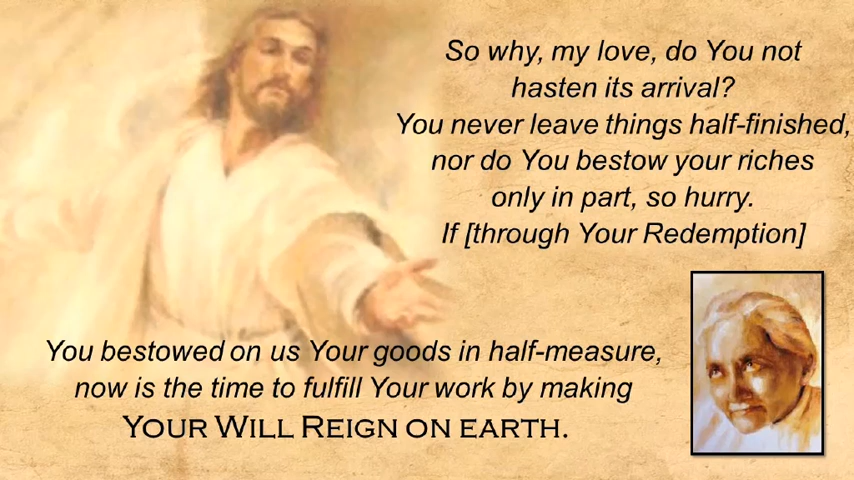 So why, my love, do You not
hasten its arrival?
You never leave things half-finished,
nor do You bestow your riches
only in part, so hurry.
If [through Your Redemption]
You bestowed on us Your goods in half-measure,
now is the time to fulfill Your work by making
YOUR WILL REIGN ON EARTH.